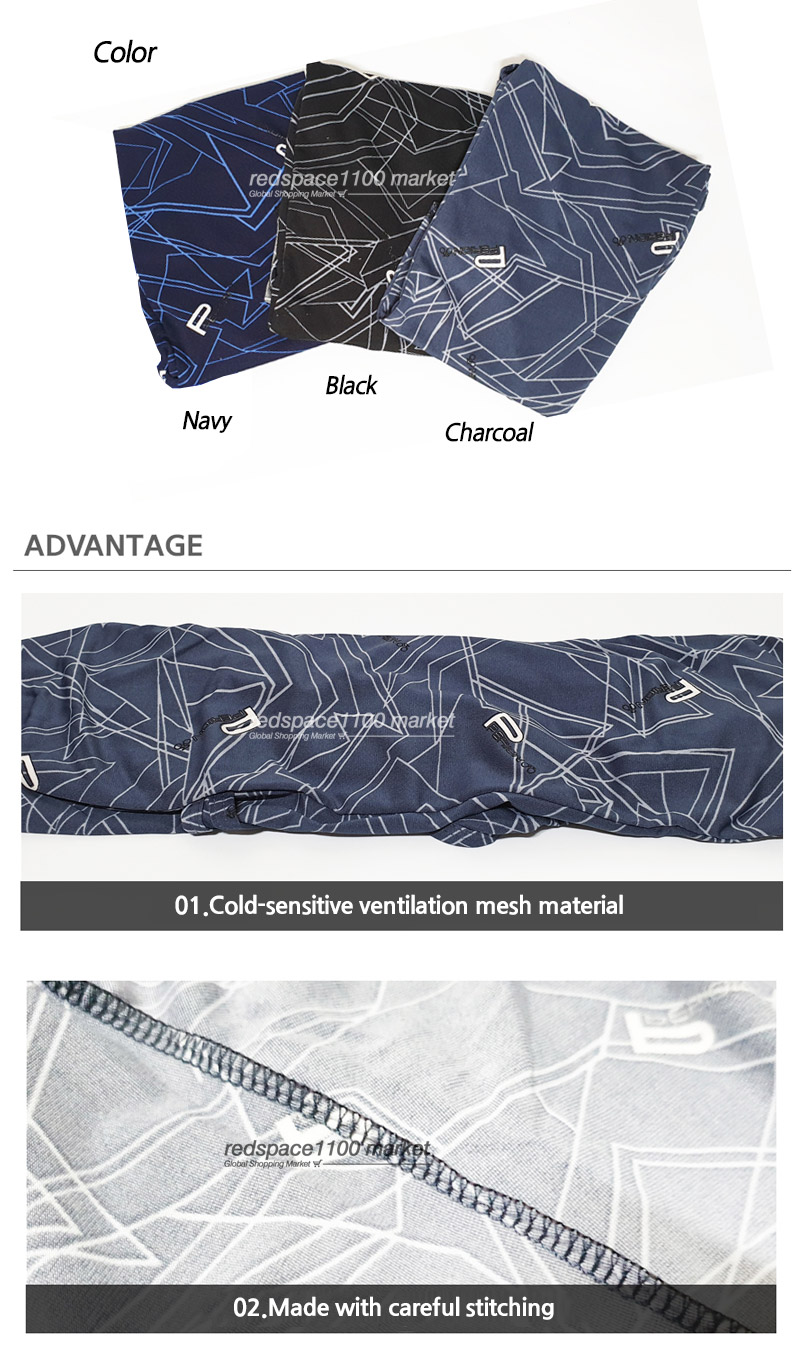 Color
redspace1100 market
Global Shopping Market
Navy
Black
Charcoal
ADVANTAGE
redspace1100 market
Global Shopping Market
01.Cold-sensitive ventilation mesh material
redspace1100 market
Global Shopping Market
02.Made with careful stitching